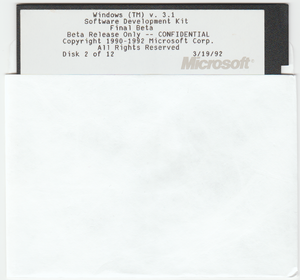 Windows (TM) v. 3.1
Software Development Kit
Final Beta
Beta Release Only -- CONFIDENTIAL
Copyright 1990-1992 Microsoft Corp.
All Rights Reserved
Disk 2 of 12 3/19/92
Microsoft